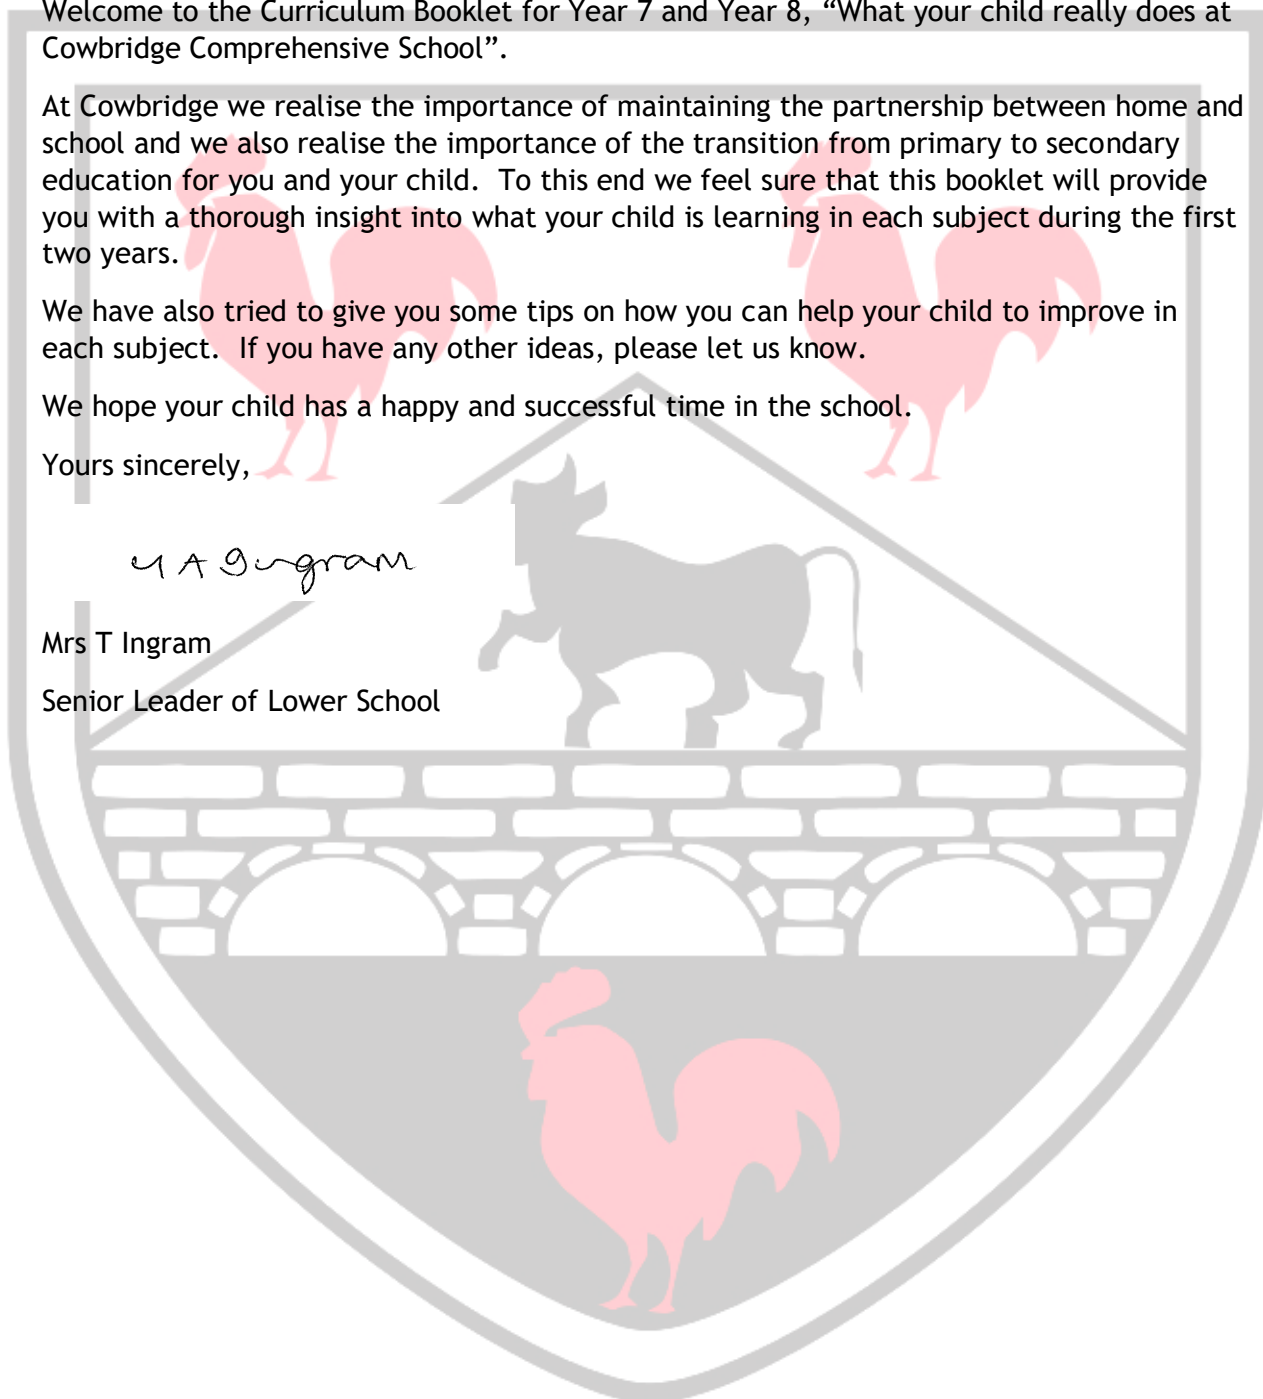 Welcome to the Curriculum Booklet for Year 7 and Year 8, “What your child really does at
Cowbridge Comprehensive School”.
At Cowbridge we realise the importance of maintaining the partnership between home and
school and we also realise the importance of the transition from primary to secondary
education for you and your child. To this end we feel sure that this booklet will provide
you with a thorough insight into what your child is learning in each subject during the first
two years.
We have also tried to give you some tips on how you can help your child to improve in
each subject. If you have any other ideas, please let us know.
We hope your child has a happy and successful time in the school.
Yours sincerely,
A Ingram
Mrs T Ingram
Senior Leader of Lower School